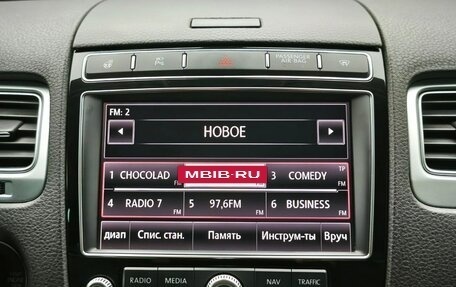 PASSENGER
AIR BAG
FM: 2
НОВОЕ
TP
1 CHOCOLAD FM
MBIB.RU
3 COMEDY FM
4 RADIO 7 FM
5 97,6FM FM
6 BUSINESS FM
диап Спис. стан. Память Инструм-ты Вруч
RADIO MEDIA NAV TRAFFIC